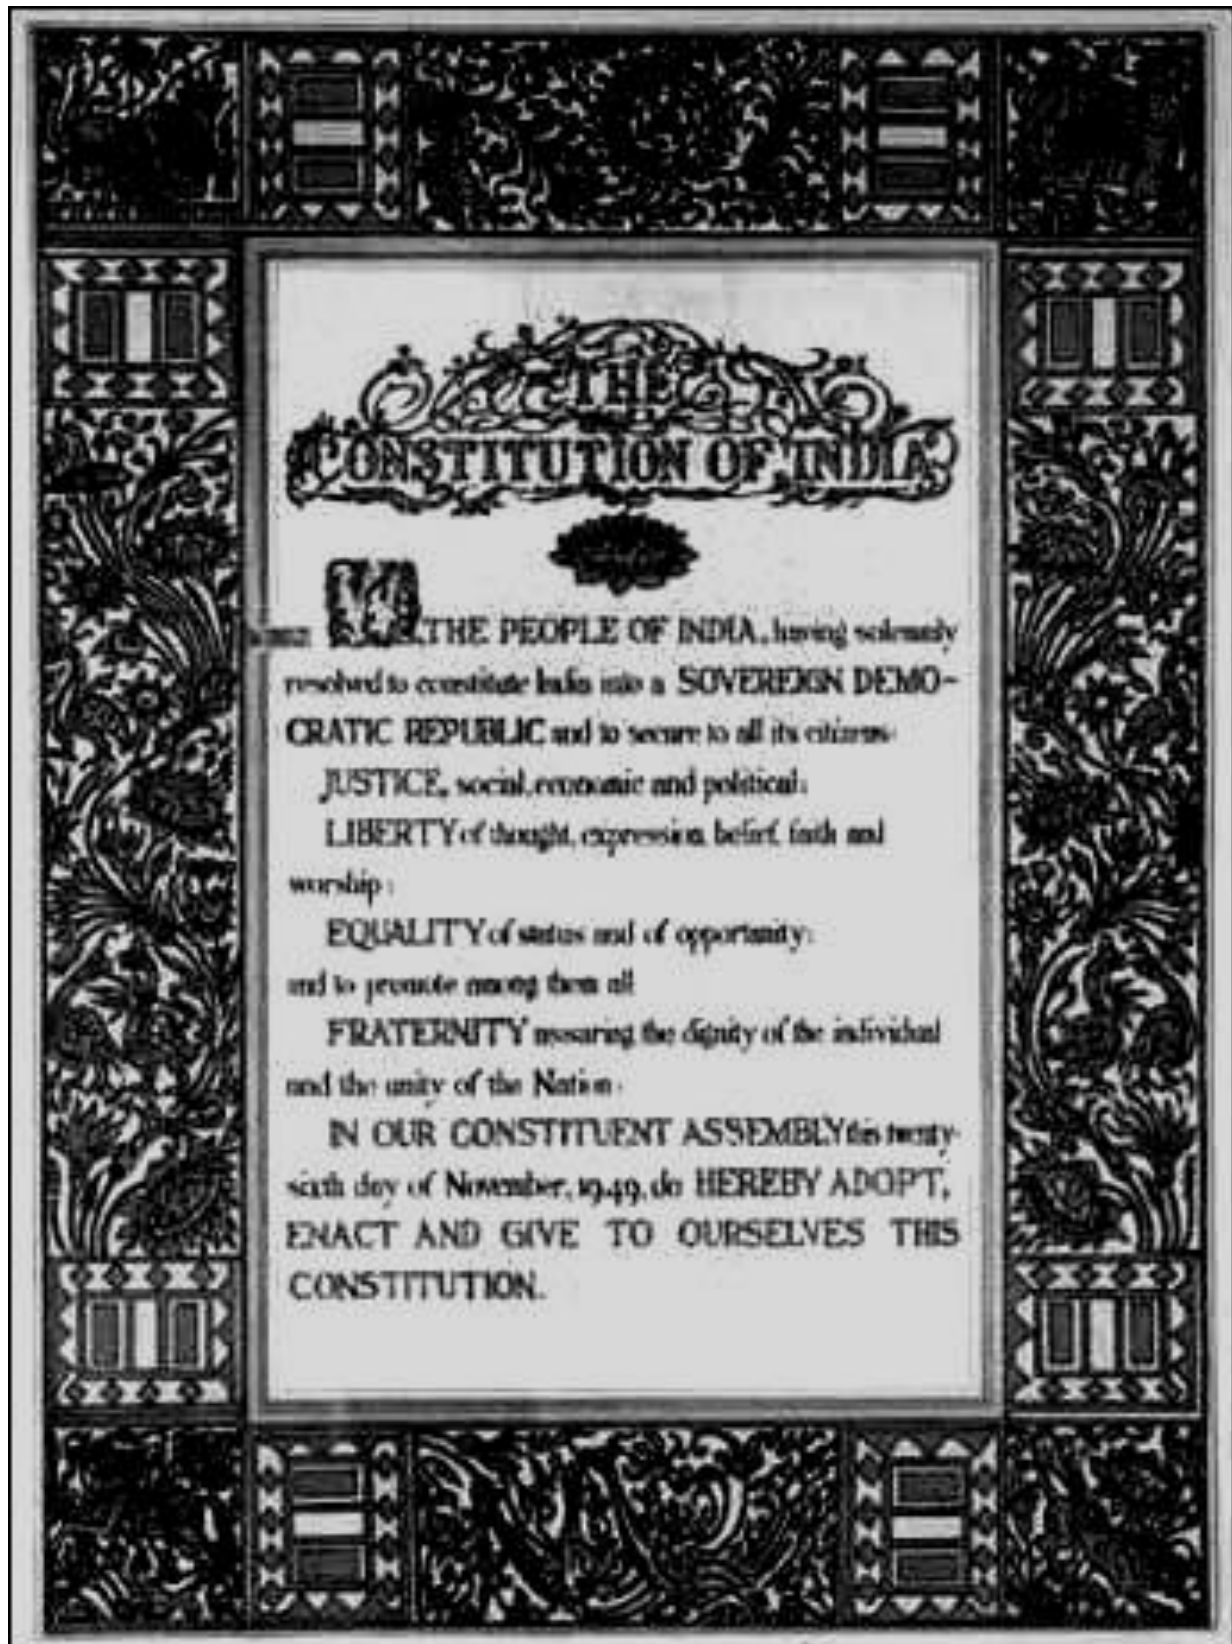 THE
CONSTITUTION OF INDIA
WE, THE PEOPLE OF INDIA, having solemnly
resolved to constitute India into a SOVEREIGN DEMO-
CRATIC REPUBLIC and to secure to all its citizens:
JUSTICE, social, economic and political;
LIBERTY of thought, expression, belief, faith and
worship;
EQUALITY of status and of opportunity;
and to promote among them all
FRATERNITY assuring the dignity of the individual
and the unity of the Nation;
IN OUR CONSTITUENT ASSEMBLY this twenty-
sixth day of November, 1949, do HEREBY ADOPT,
ENACT AND GIVE TO OURSELVES THIS
CONSTITUTION.